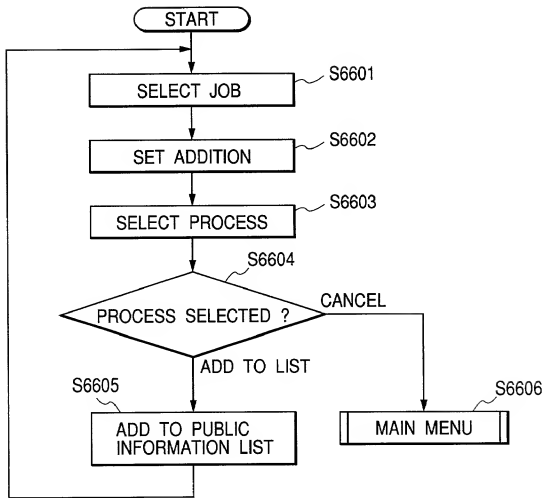 START
SELECT JOB
S6601
SET ADDITION
S6602
SELECT PROCESS
S6603
S6604
PROCESS SELECTED ?
CANCEL
ADD TO LIST
S6605
ADD TO PUBLIC
INFORMATION LIST
S6606
MAIN MENU